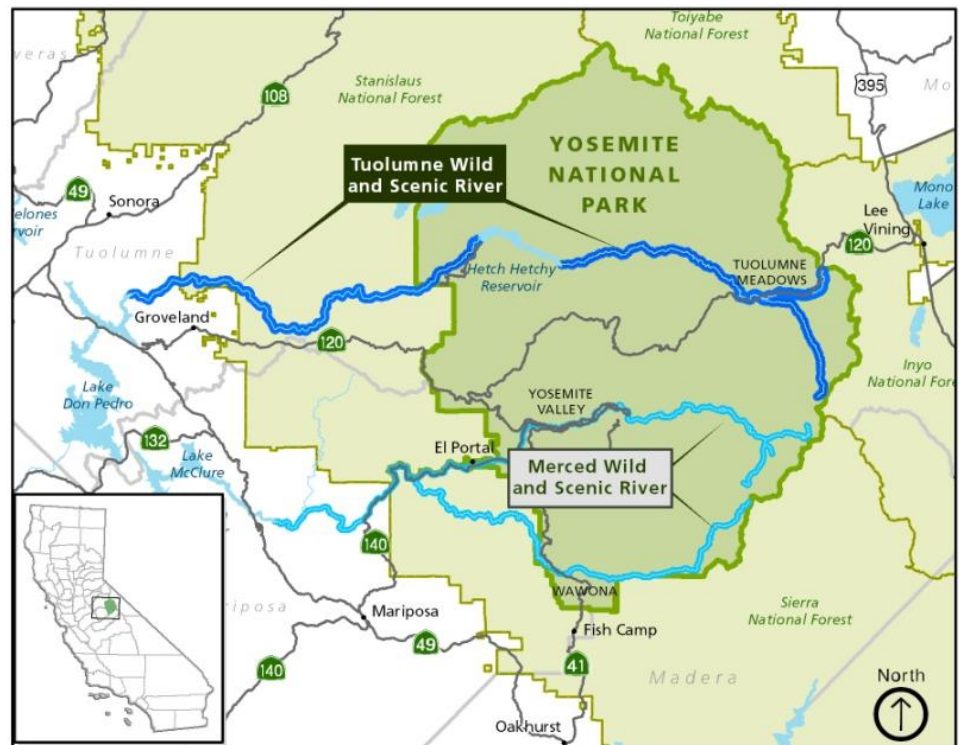 Toiyabe
National Forest
Stanislaus
National Forest
108
395
YOSEMITE
NATIONAL
PARK
Tuolumne Wild
and Scenic River
49
Sonora
Mono
Lake
Lee
Vining
120
Tuolumne
TUOLUMNE
MEADOWS
Hetch Hetchy
Reservoir
Groveland
120
Inyo
Lake
Don Pedro
YOSEMITE
VALLEY
132
El Portal
Lake
McClure
Merced Wild
and Scenic River
140
WAWONA
Sierra
National Forest
Mariposa
Fish Camp
49
140
41
Madera
North
Oakhurst